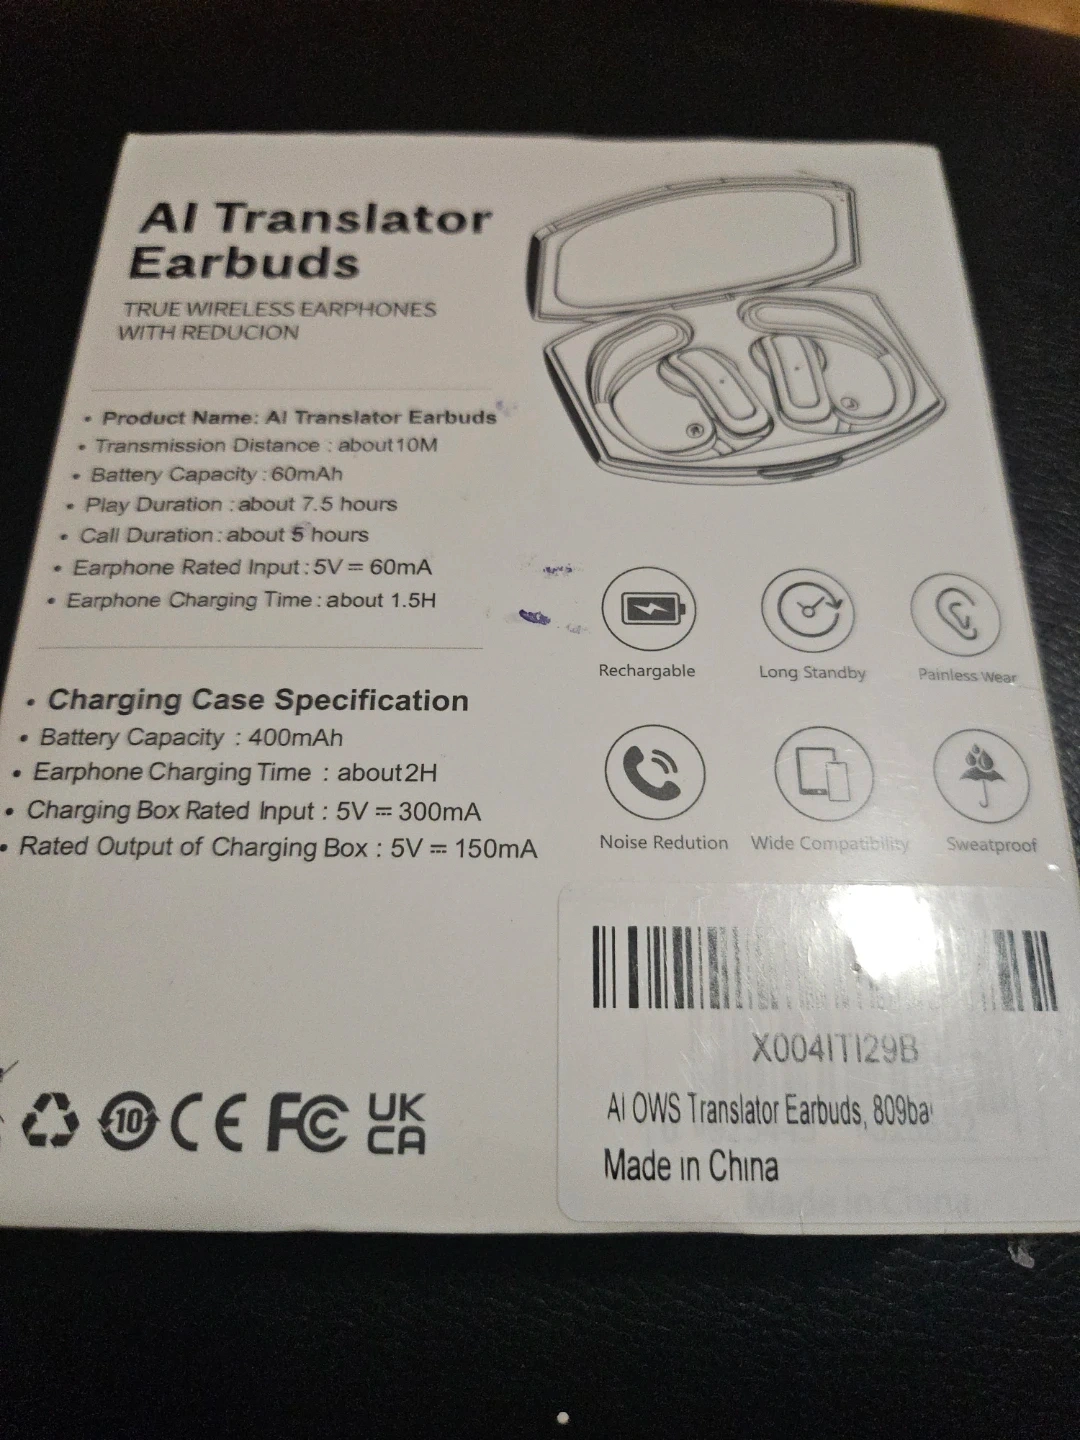 AI Translator
Earbuds
TRUE WIRELESS EARPHONES
WITH REDUCION
• Product Name: AI Translator Earbuds
• Transmission Distance : about10M
• Battery Capacity : 60mAh
• Play Duration : about 7.5 hours
• Call Duration : about 5 hours
• Earphone Rated Input : 5V = 60mA
• Earphone Charging Time : about 1.5H
• Charging Case Specification
• Battery Capacity : 400mAh
• Earphone Charging Time : about2H
• Charging Box Rated Input : 5V ⎓ 300mA
• Rated Output of Charging Box : 5V ⎓ 150mA
Rechargable
Long Standby
Painless Wear
Noise Redution
Wide Compatibility
Sweatproof
10
CE
FC
UK
CA
X004ITI29B
AI OWS Translator Earbuds, 809ba
Made in China
Made in China